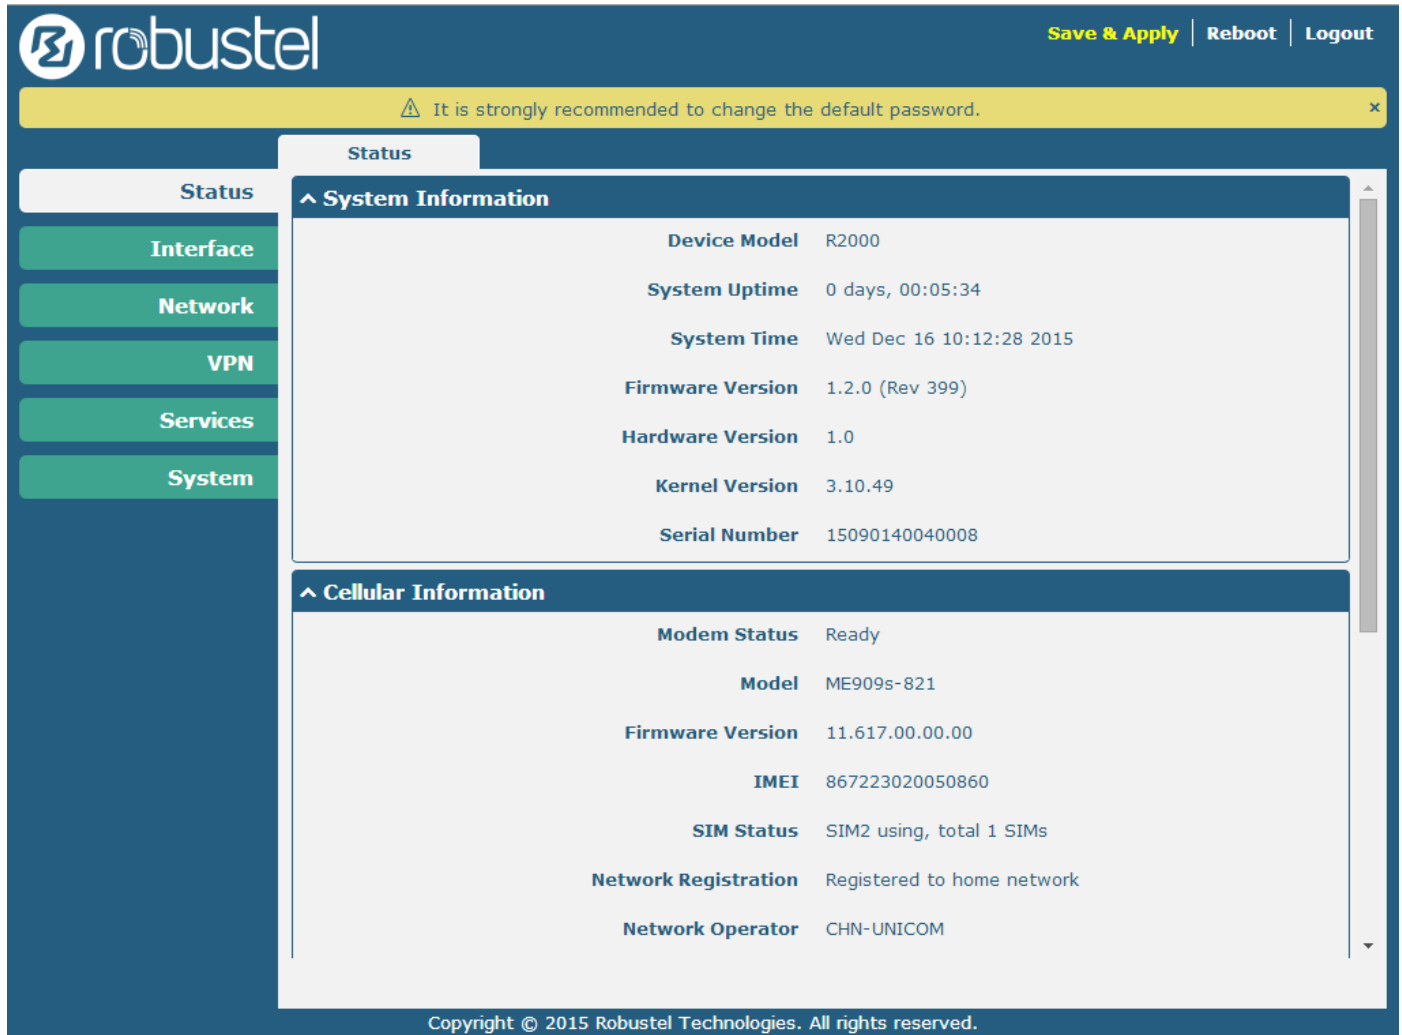 robustel
Save & Apply | Reboot | Logout
It is strongly recommended to change the default password. ×
Status
Status
Interface
Network
VPN
Services
System
System Information
Device Model R2000
System Uptime 0 days, 00:05:34
System Time Wed Dec 16 10:12:28 2015
Firmware Version 1.2.0 (Rev 399)
Hardware Version 1.0
Kernel Version 3.10.49
Serial Number 15090140040008
Cellular Information
Modem Status Ready
Model ME909s-821
Firmware Version 11.617.00.00.00
IMEI 867223020050860
SIM Status SIM2 using, total 1 SIMs
Network Registration Registered to home network
Network Operator CHN-UNICOM
Copyright © 2015 Robustel Technologies. All rights reserved.